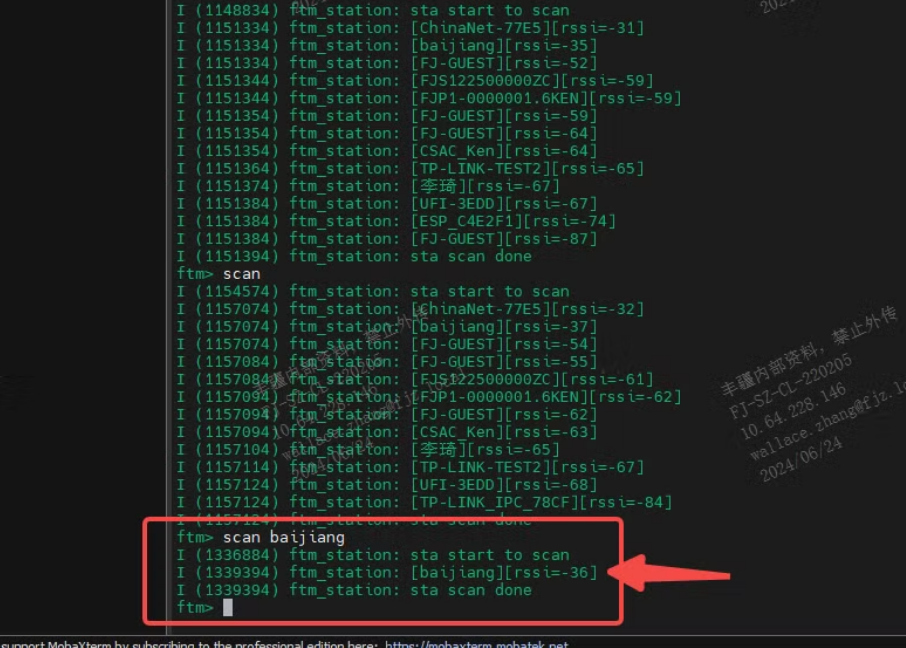 I (1148834) ftm_station: sta start to scan
I (1151334) ftm_station: [ChinaNet-77E5][rssi=-31]
I (1151334) ftm_station: [baijiang][rssi=-35]
I (1151334) ftm_station: [FJ-GUEST][rssi=-52]
I (1151344) ftm_station: [FJS122500000ZC][rssi=-59]
I (1151344) ftm_station: [FJP1-0000001.6KEN][rssi=-59]
I (1151354) ftm_station: [FJ-GUEST][rssi=-59]
I (1151354) ftm_station: [FJ-GUEST][rssi=-64]
I (1151354) ftm_station: [CSAC_Ken][rssi=-64]
I (1151364) ftm_station: [TP-LINK-TEST2][rssi=-65]
I (1151374) ftm_station: [李琦][rssi=-67]
I (1151384) ftm_station: [UFI-3EDD][rssi=-67]
I (1151384) ftm_station: [ESP_C4E2F1][rssi=-74]
I (1151384) ftm_station: [FJ-GUEST][rssi=-87]
I (1151394) ftm_station: sta scan done
ftm> scan
I (1154574) ftm_station: sta start to scan
I (1157074) ftm_station: [ChinaNet-77E5][rssi=-32]
I (1157074) ftm_station: [baijiang][rssi=-37]
I (1157074) ftm_station: [FJ-GUEST][rssi=-54]
I (1157084) ftm_station: [FJ-GUEST][rssi=-55]
I (1157084) ftm_station: [FJS122500000ZC][rssi=-61]
I (1157094) ftm_station: [FJP1-0000001.6KEN][rssi=-62]
I (1157094) ftm_station: [FJ-GUEST][rssi=-62]
I (1157094) ftm_station: [CSAC_Ken][rssi=-63]
I (1157104) ftm_station: [李琦][rssi=-65]
I (1157114) ftm_station: [TP-LINK-TEST2][rssi=-67]
I (1157124) ftm_station: [UFI-3EDD][rssi=-68]
I (1157124) ftm_station: [TP-LINK_IPC_78CF][rssi=-84]
I (1157124) ftm_station: sta scan done
ftm> scan baijiang
I (1336884) ftm_station: sta start to scan
I (1339394) ftm_station: [baijiang][rssi=-36]
I (1339394) ftm_station: sta scan done
ftm>
丰疆内部资料，禁止外传
FJ-SZ-CL-220205
10.64.228.146
wallace.zhang@fjz.lo
2024/06/24
support MobaXterm by subscribing to the professional edition here: https://mobaxterm.mobatek.net